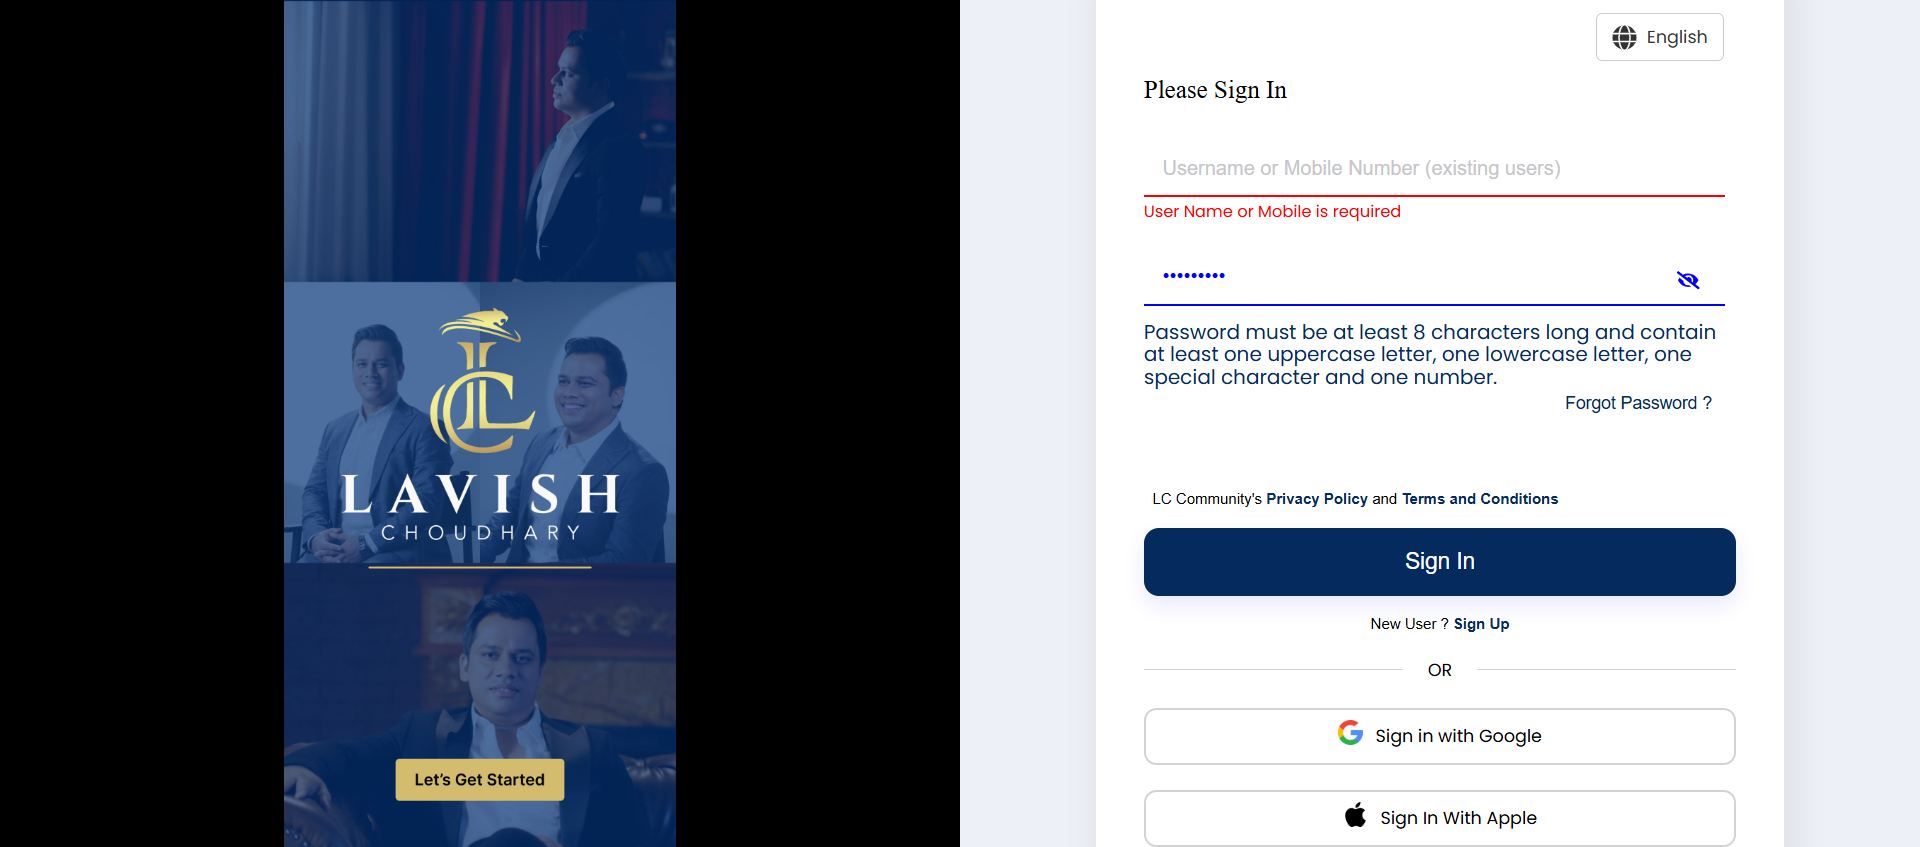 LC
LAVISH
CHOUDHARY
Let's Get Started
English
Please Sign In
Username or Mobile Number (existing users)
User Name or Mobile is required
•••••••••
Password must be at least 8 characters long and contain
at least one uppercase letter, one lowercase letter, one
special character and one number.
Forgot Password ?
LC Community's Privacy Policy and Terms and Conditions
Sign In
New User ? Sign Up
OR
Sign in with Google
Sign In With Apple